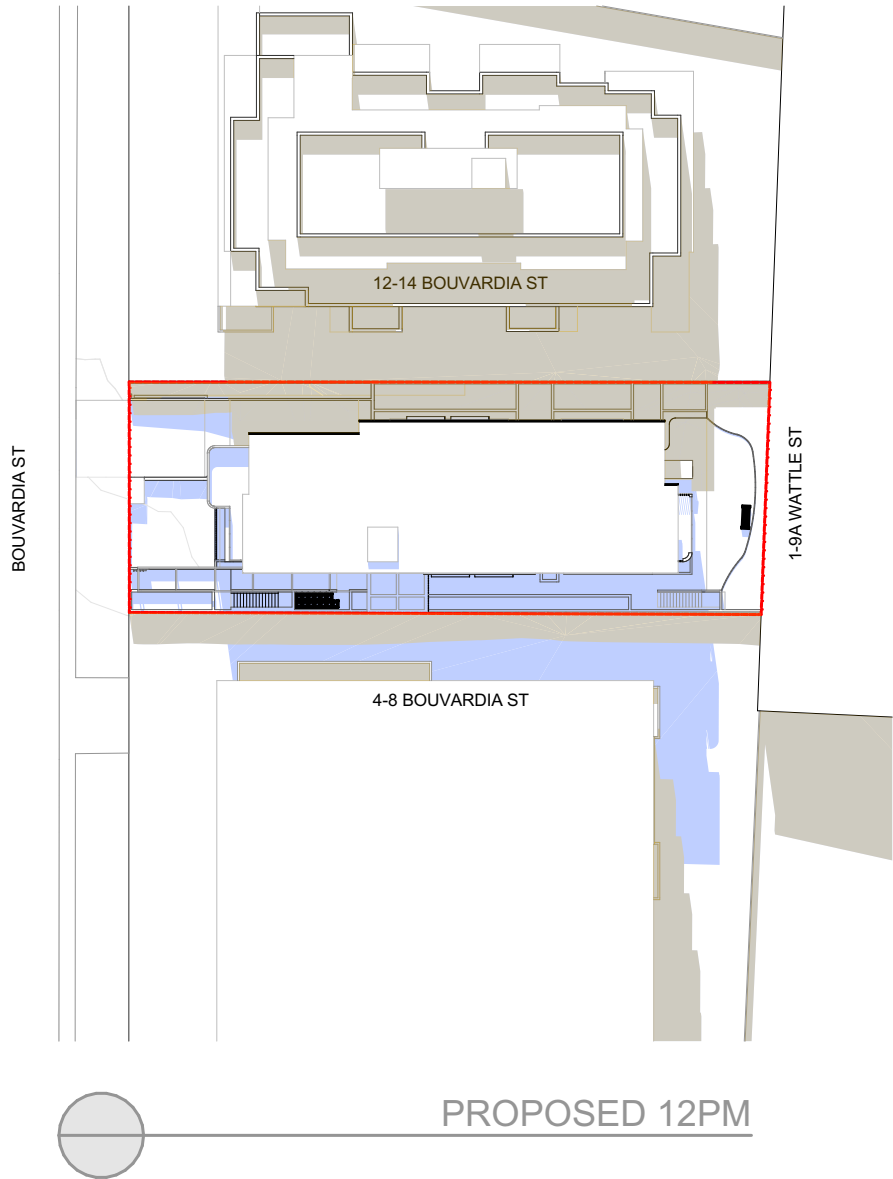 12-14 BOUVARDIA ST
BOUVARDIA ST
1-9A WATTLE ST
4-8 BOUVARDIA ST
PROPOSED 12PM